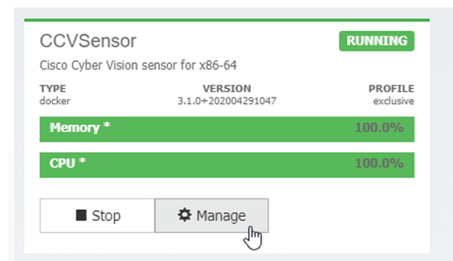 CCVSensor RUNNING
Cisco Cyber Vision sensor for x86-64
TYPE VERSION PROFILE
docker 3.1.0+202004291047 exclusive
Memory * 100.0%
CPU * 100.0%
Stop Manage